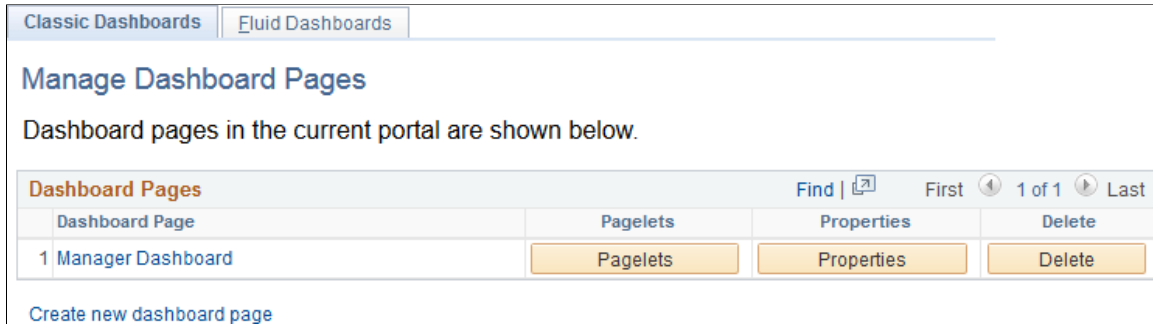 Classic Dashboards Fluid Dashboards
Manage Dashboard Pages
Dashboard pages in the current portal are shown below.
Dashboard Pages Find | First 1 of 1 Last
Dashboard Page Pagelets Properties Delete
1 Manager Dashboard Pagelets Properties Delete
Create new dashboard page